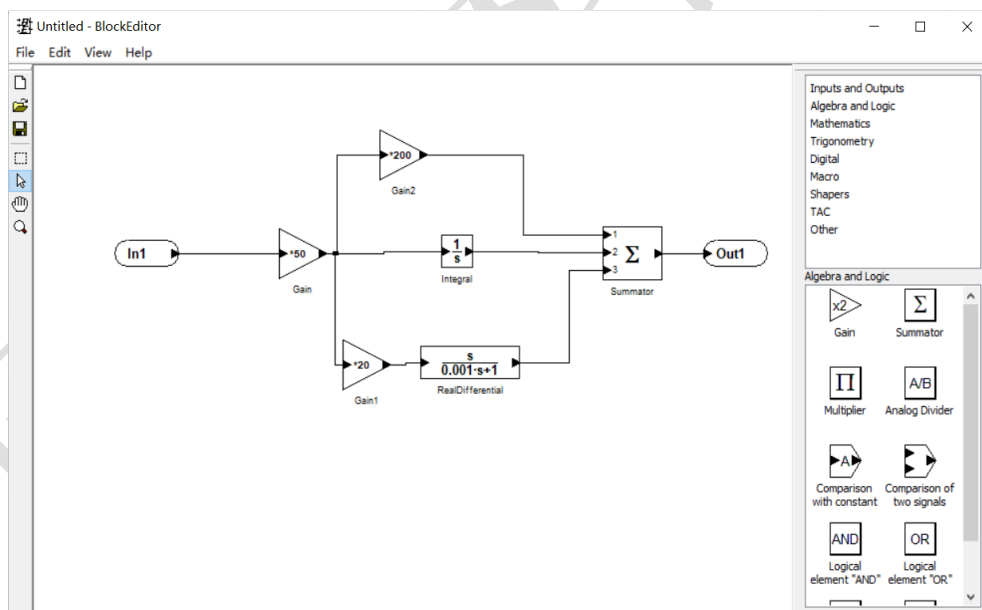 Untitled - BlockEditor
File Edit View Help
*200
Gain2
In1
*50
Gain
1
s
Integral
1
2
3
Σ
Summator
Out1
*20
Gain1
s
0.001·s+1
RealDifferential
Inputs and Outputs
Algebra and Logic
Mathematics
Trigonometry
Digital
Macro
Shapers
TAC
Other
Algebra and Logic
x2
Σ
Gain
Summator
Π
A/B
Multiplier
Analog Divider
A
Comparison
with constant
Comparison of
two signals
AND
OR
Logical
element "AND"
Logical
element "OR"